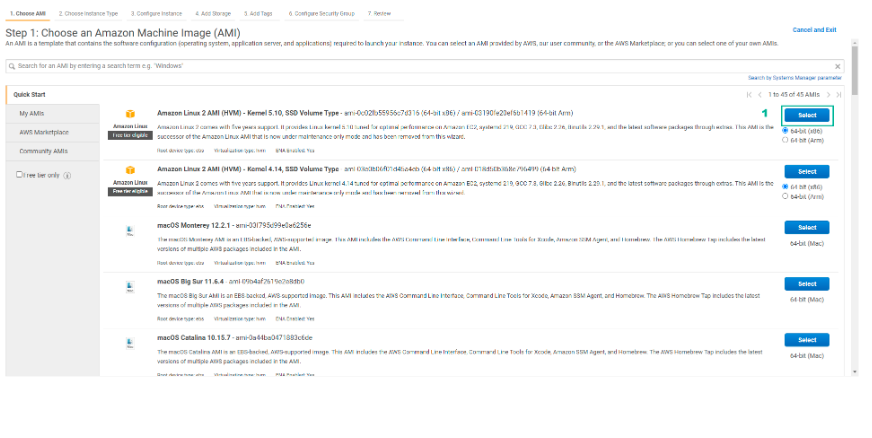 1. Choose AMI 2. Choose Instance Type 3. Configure Instance 4. Add Storage 5. Add Tags 6. Configure Security Group 7. Review
Step 1: Choose an Amazon Machine Image (AMI)
Cancel and Exit
An AMI is a template that contains the software configuration (operating system, application server, and applications) required to launch your instance. You can select an AMI provided by AWS, our user community, or the AWS Marketplace; or you can select one of your own AMIs.
Search for an AMI by entering a search term e.g. "Windows"
Search by Systems Manager parameter
Quick Start
1 to 45 of 45 AMIs
My AMIs
AWS Marketplace
Community AMIs
Free tier only
Amazon Linux
Free tier eligible
Amazon Linux 2 AMI (HVM) - Kernel 5.10, SSD Volume Type - (64-bit x86) / (64-bit Arm)
Amazon Linux 2 comes with five years support. It provides Linux kernel 5.10 tuned for optimal performance on Amazon EC2, systemd 219, GCC 7.3, Glibc 2.26, Binutils 2.29.1, and the latest software packages through extras. This AMI is the
successor of the Amazon Linux AMI that is now under maintenance only mode and has been removed from this wizard.
Root device type: ebs Virtualization type: hvm ENA Enabled: Yes
1
Select
64-bit (x86)
64-bit (Arm)
Amazon Linux
Free tier eligible
Amazon Linux 2 AMI (HVM) - Kernel 4.14, SSD Volume Type - (64-bit x86) / (64-bit Arm)
Amazon Linux 2 comes with five years support. It provides Linux kernel 4.14 tuned for optimal performance on Amazon EC2, systemd 219, GCC 7.3, Glibc 2.26, Binutils 2.29.1, and the latest software packages through extras. This AMI is the
successor of the Amazon Linux AMI that is now under maintenance only mode and has been removed from this wizard.
Root device type: ebs Virtualization type: hvm ENA Enabled: Yes
Select
64-bit (x86)
64-bit (Arm)
macOS Monterey 12.2.1 - ami-03f795d99e0a6256e
The macOS Monterey AMI is an EBS-backed, AWS-supported image. This AMI includes the AWS Command Line Interface, Command Line Tools for Xcode, Amazon SSM Agent, and Homebrew. The AWS Homebrew Tap includes the latest
versions of multiple AWS packages included in the AMI.
Root device type: ebs Virtualization type: hvm ENA Enabled: Yes
Select
64-bit (Mac)
macOS Big Sur 11.6.4 - ami-09b4af2619a2e8db0
The macOS Big Sur AMI is an EBS-backed, AWS-supported image. This AMI includes the AWS Command Line Interface, Command Line Tools for Xcode, Amazon SSM Agent, and Homebrew. The AWS Homebrew Tap includes the latest
versions of multiple AWS packages included in the AMI.
Root device type: ebs Virtualization type: hvm ENA Enabled: Yes
Select
64-bit (Mac)
macOS Catalina 10.15.7 - ami-0a44ba0471883c6de
The macOS Catalina AMI is an EBS-backed, AWS-supported image. This AMI includes the AWS Command Line Interface, Command Line Tools for Xcode, Amazon SSM Agent, and Homebrew. The AWS Homebrew Tap includes the latest
versions of multiple AWS packages included in the AMI.
Root device type: ebs Virtualization type: hvm ENA Enabled: Yes
Select
64-bit (Mac)